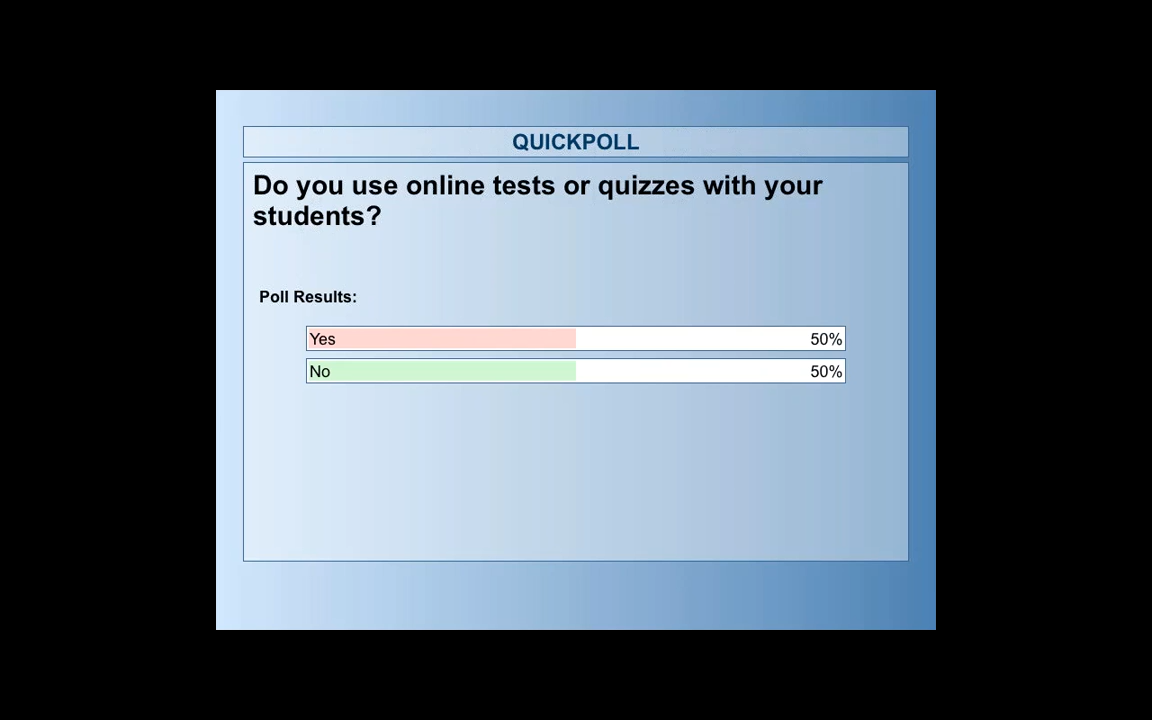 QUICKPOLL
Do you use online tests or quizzes with your
students?
Poll Results:
Yes 50%
No 50%